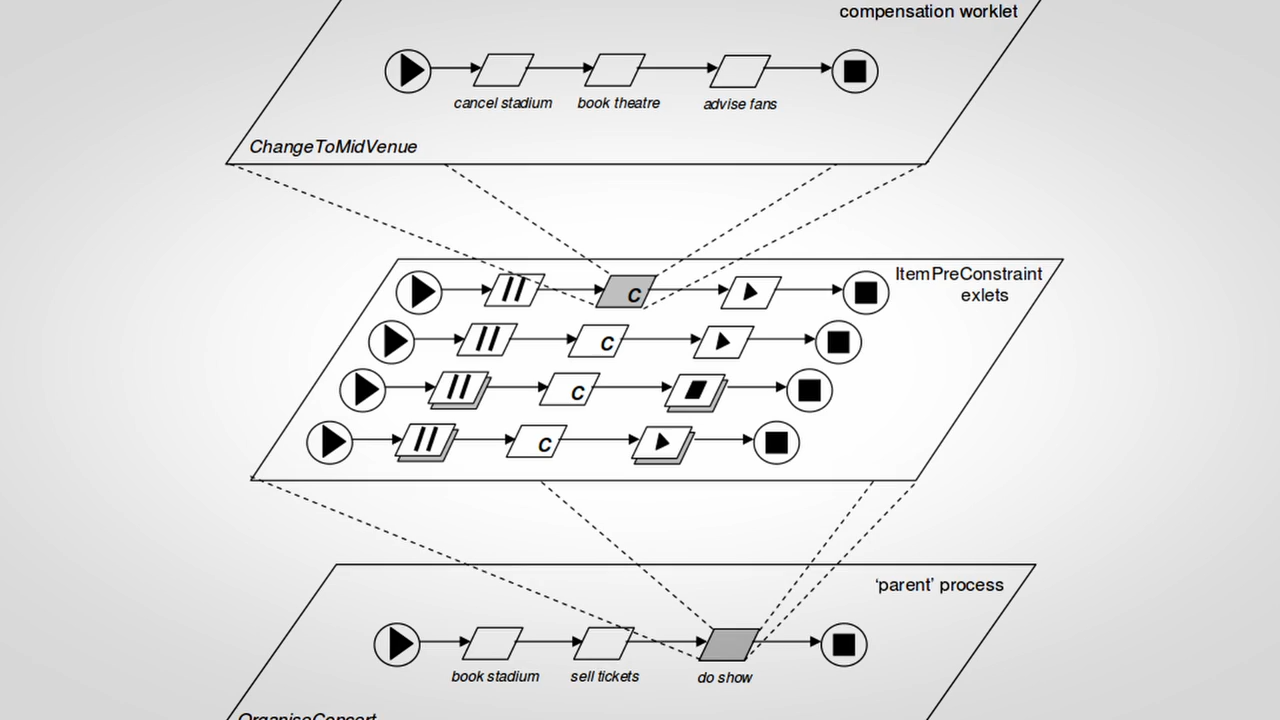 compensation worklet
cancel stadium
book theatre
advise fans
ChangeToMidVenue
ItemPreConstraint
exlets
C
C
C
C
'parent' process
book stadium
sell tickets
do show
OrganiseConcert